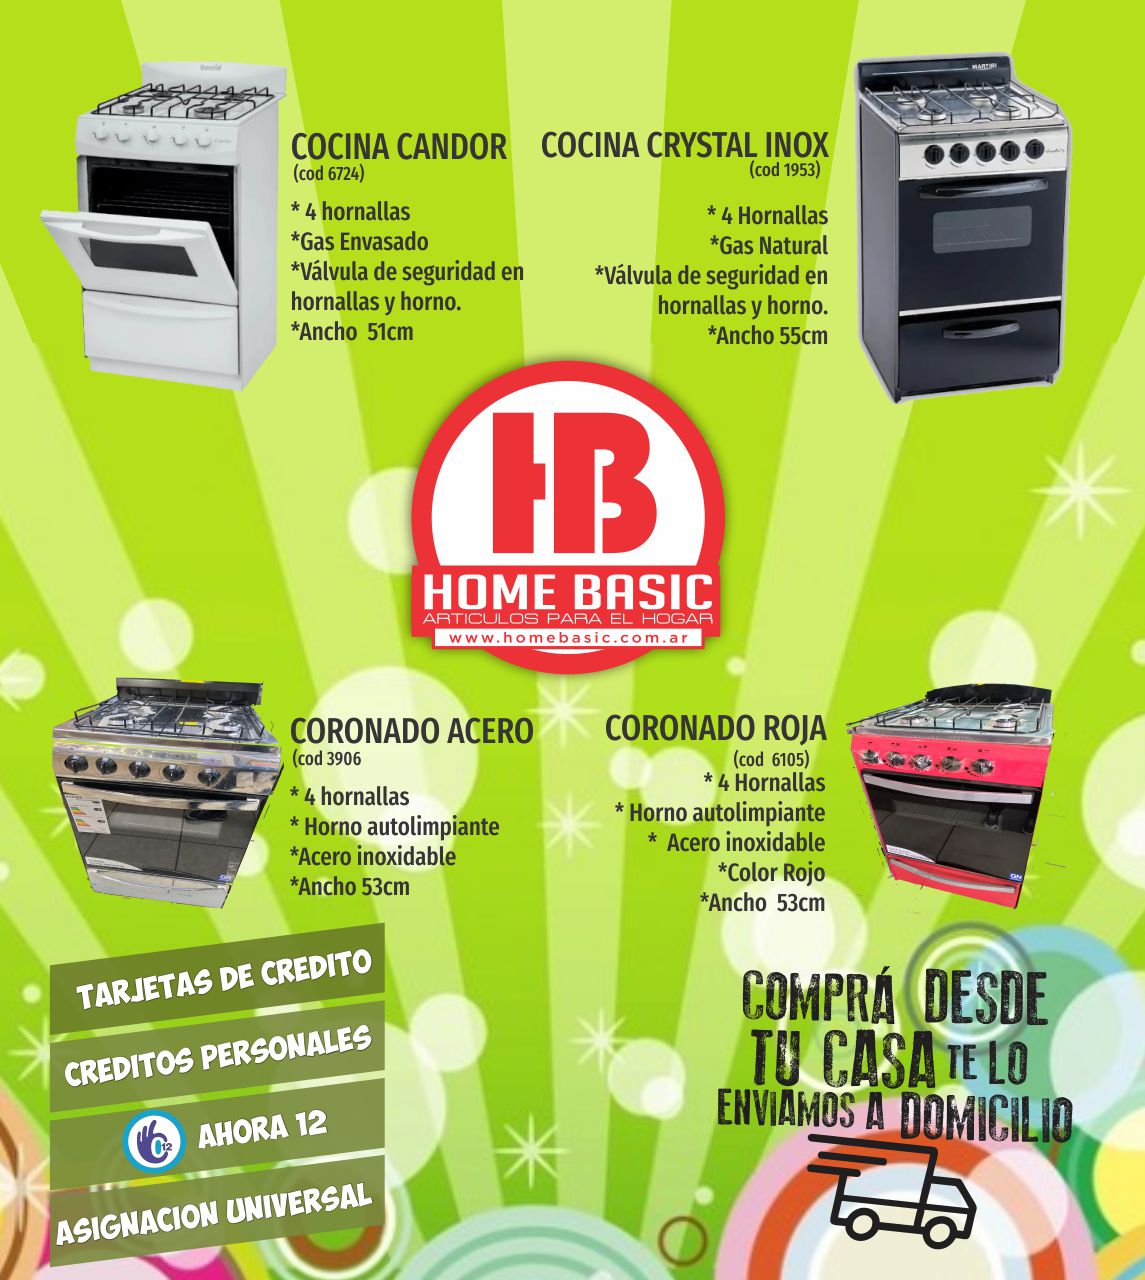 COCINA CANDOR
(cod 6724)
* 4 hornallas
*Gas Envasado
*Válvula de seguridad en
hornallas y horno.
*Ancho 51cm
MARTIRI
COCINA CRYSTAL INOX
(cod 1953)
* 4 Hornallas
*Gas Natural
*Válvula de seguridad en
hornallas y horno.
*Ancho 55cm
HB
HOME BASIC
ARTICULOS PARA EL HOGAR
www.homebasic.com.ar
CORONADO ACERO
(cod 3906
* 4 hornallas
* Horno autolimpiante
*Acero inoxidable
*Ancho 53cm
GN
CORONADO ROJA
(cod 6105)
* 4 Hornallas
* Horno autolimpiante
* Acero inoxidable
*Color Rojo
*Ancho 53cm
GN
TARJETAS DE CREDITO
CREDITOS PERSONALES
12 AHORA 12
ASIGNACION UNIVERSAL
COMPRÁ DESDE
TU CASA TE LO
ENVIAMOS A DOMICILIO